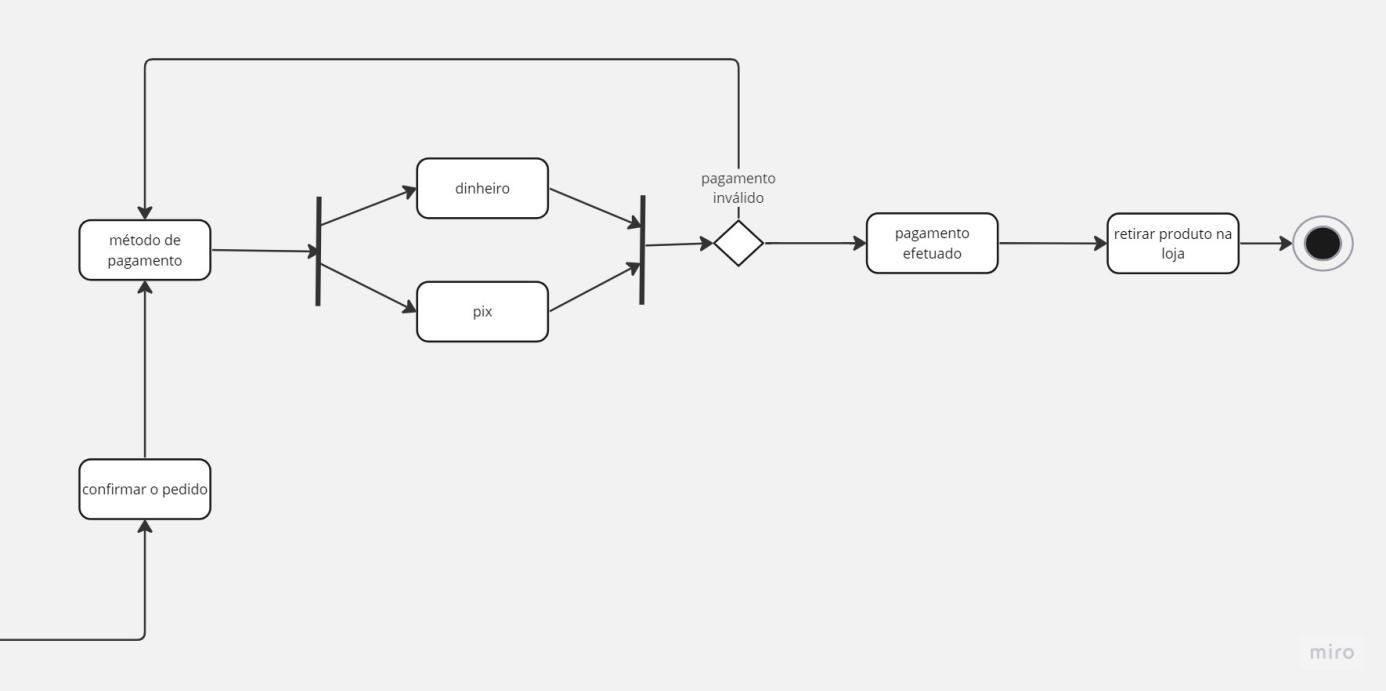 pagamento
inválido
dinheiro
método de
pagamento
pagamento
efetuado
retirar produto na
loja
pix
confirmar o pedido
miro